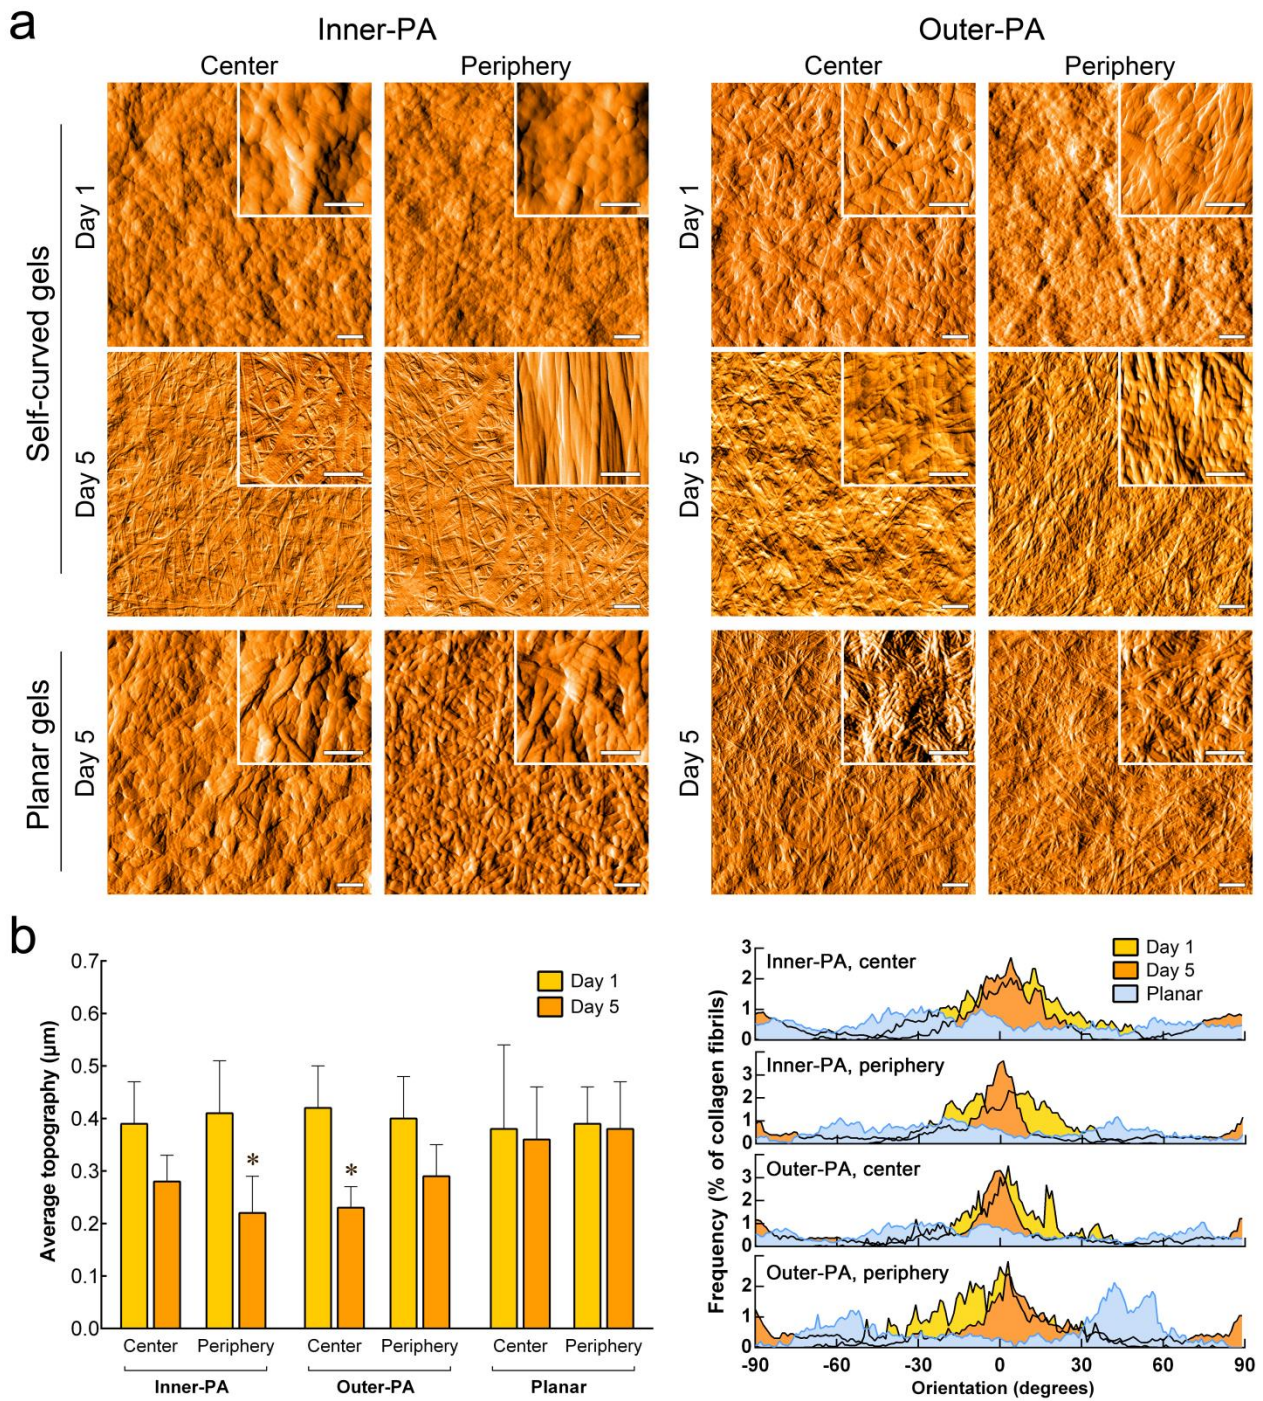 a
Inner-PA
Outer-PA
Center
Periphery
Center
Periphery
Self-curved gels
Day 1
Day 1
Day 5
Day 5
Planar gels
Day 5
Day 5
b
Average topography (µm)
0.7
0.6
0.5
0.4
0.3
0.2
0.1
0.0
Day 1
Day 5
*
*
Center
Periphery
Center
Periphery
Center
Periphery
Inner-PA
Outer-PA
Planar
Frequency (% of collagen fibrils)
Day 1
Day 5
Planar
Inner-PA, center
3
2
1
0
Inner-PA, periphery
3
2
1
0
Outer-PA, center
3
2
1
0
Outer-PA, periphery
2
1
0
-90
-60
-30
0
30
60
90
Orientation (degrees)